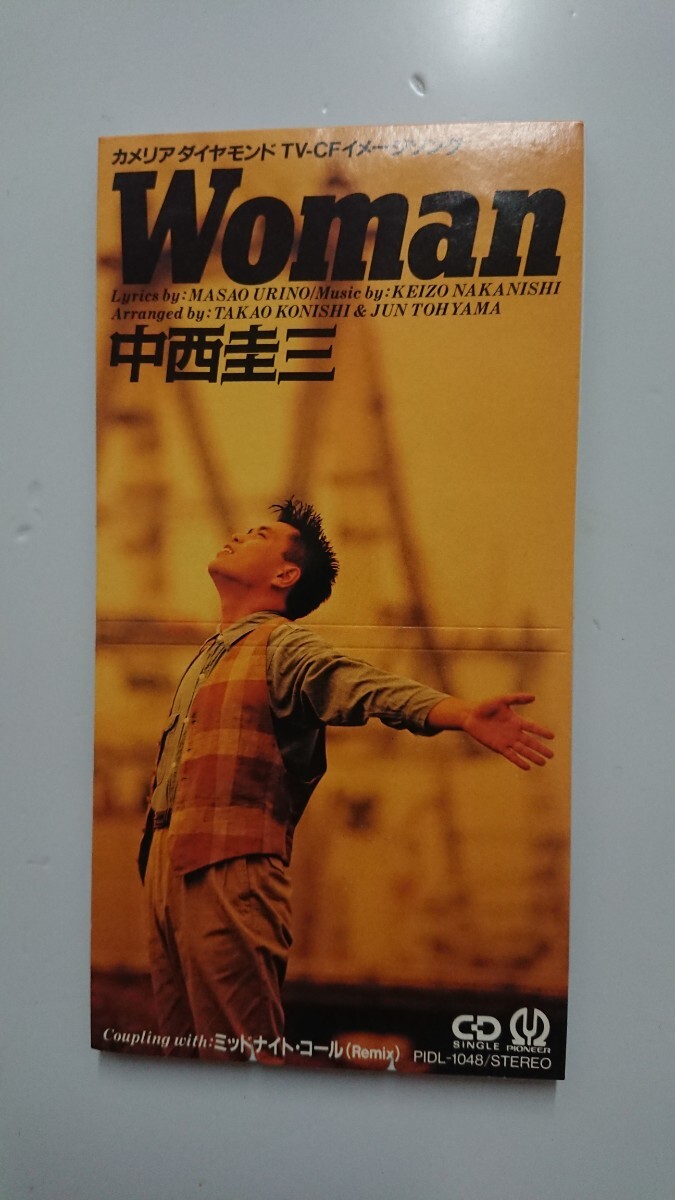 カメリアダイヤモンド TV-CFイメージソング
Woman
Lyrics by:MASAO URINO/Music by:KEIZO NAKANISHI
Arranged by:TAKAO KONISHI & JUN TOHYAMA
中西圭三
Coupling with:ミッドナイト・コール(Remix)
CD
SINGLE
PIONEER
PIDL-1048/STEREO